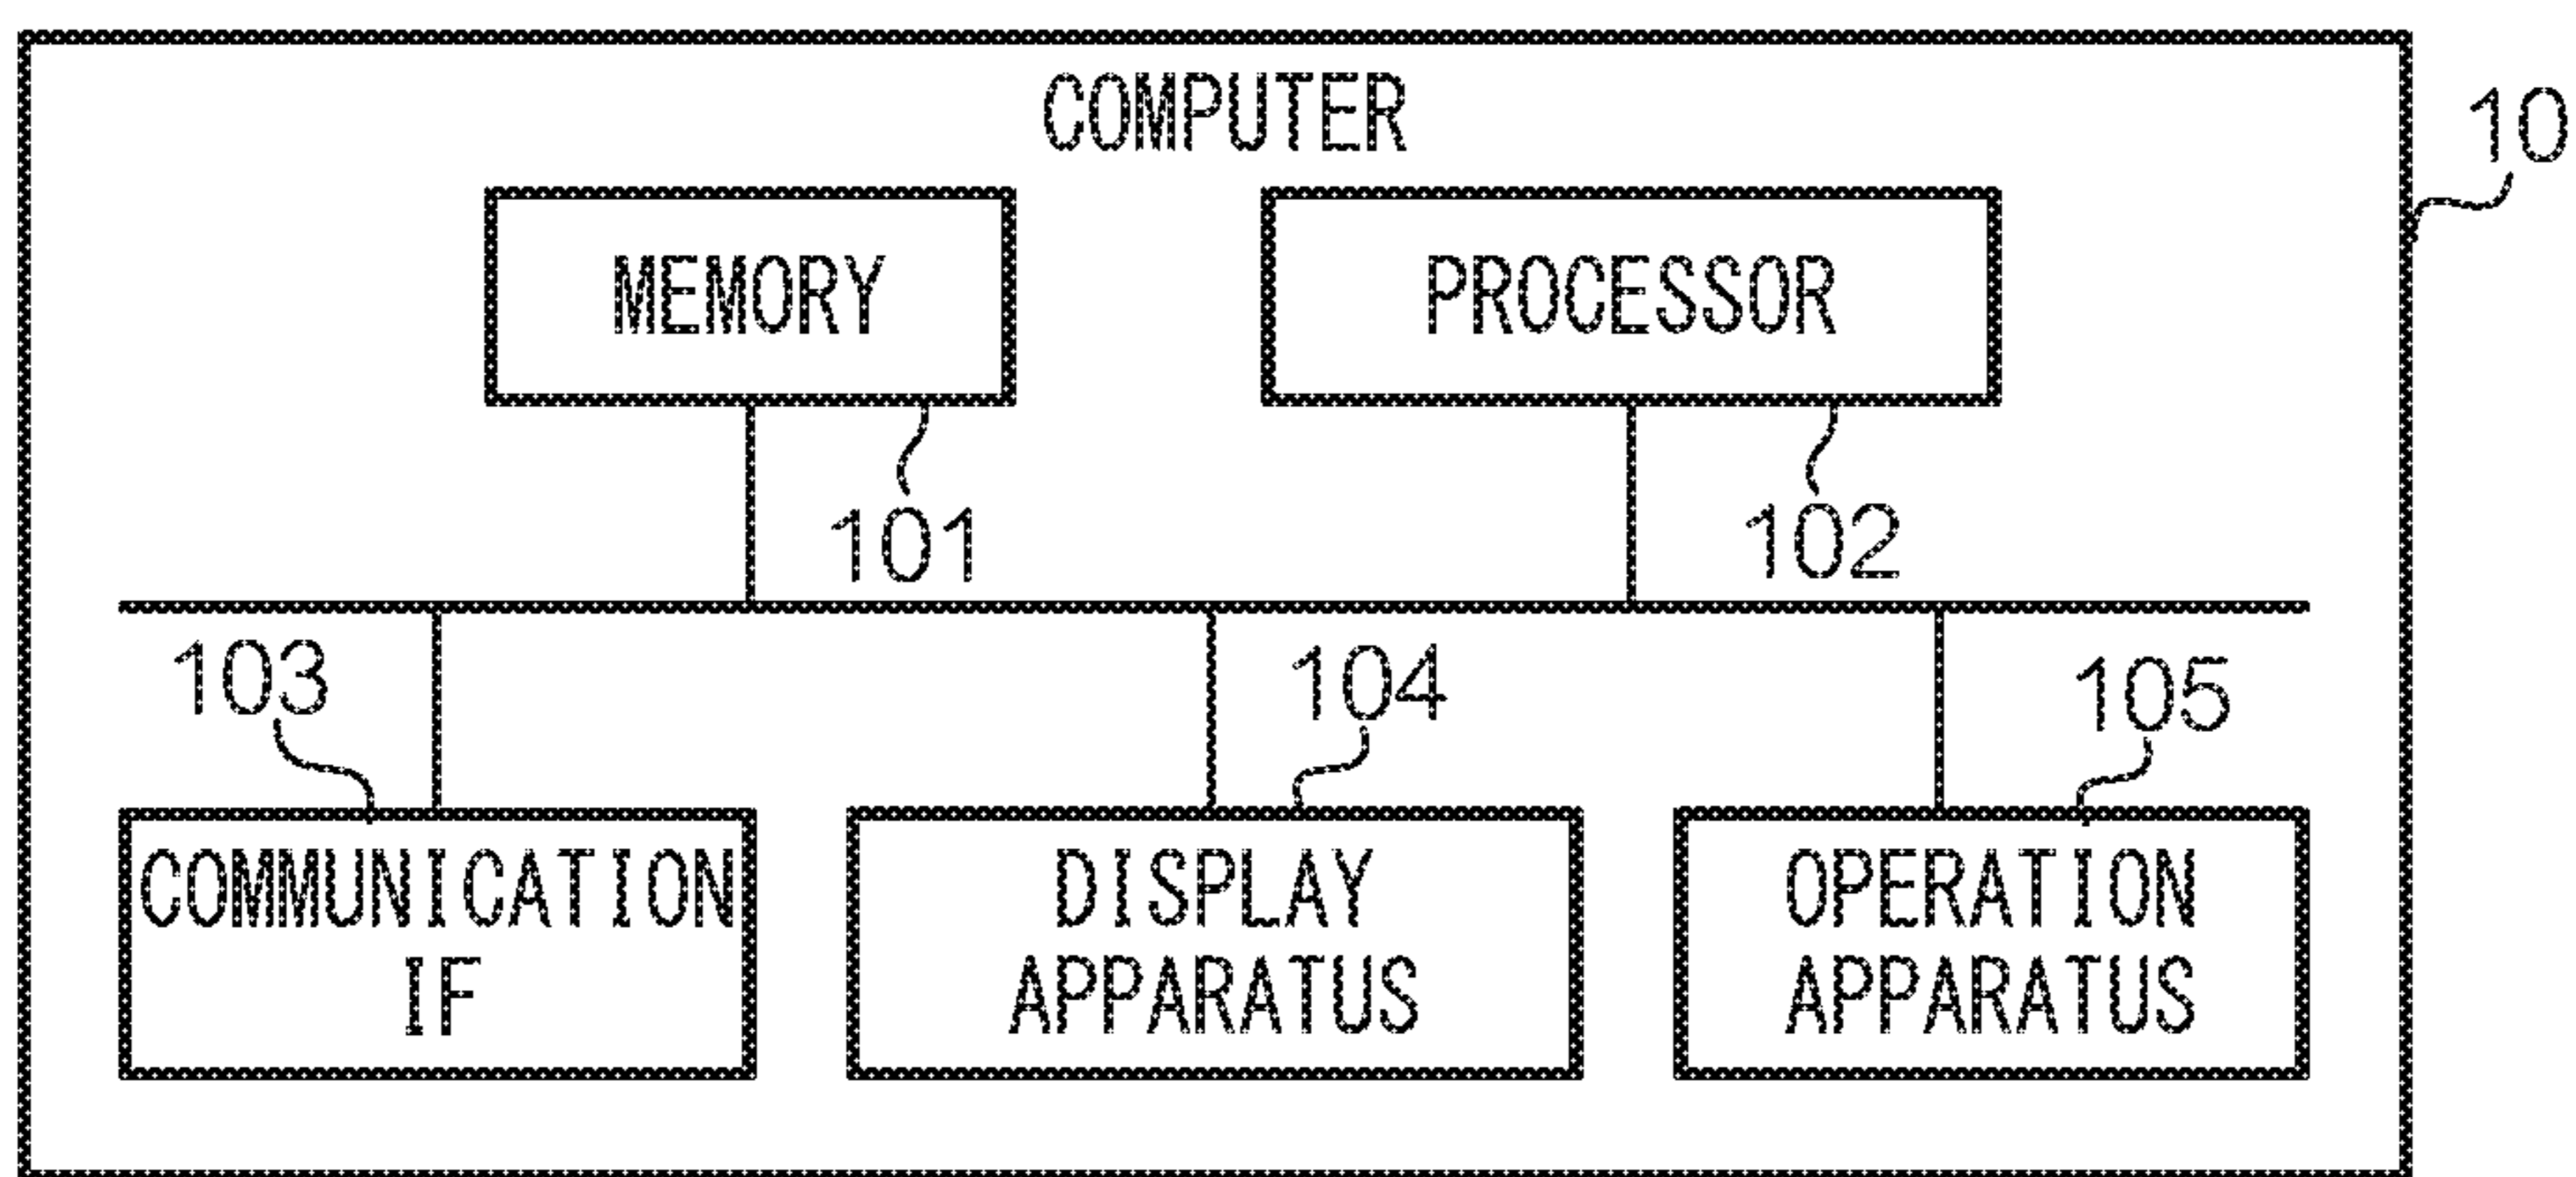 COMPUTER
10
MEMORY
PROCESSOR
101
102
103
104
105
COMMUNICATION
IF
DISPLAY
APPARATUS
OPERATION
APPARATUS